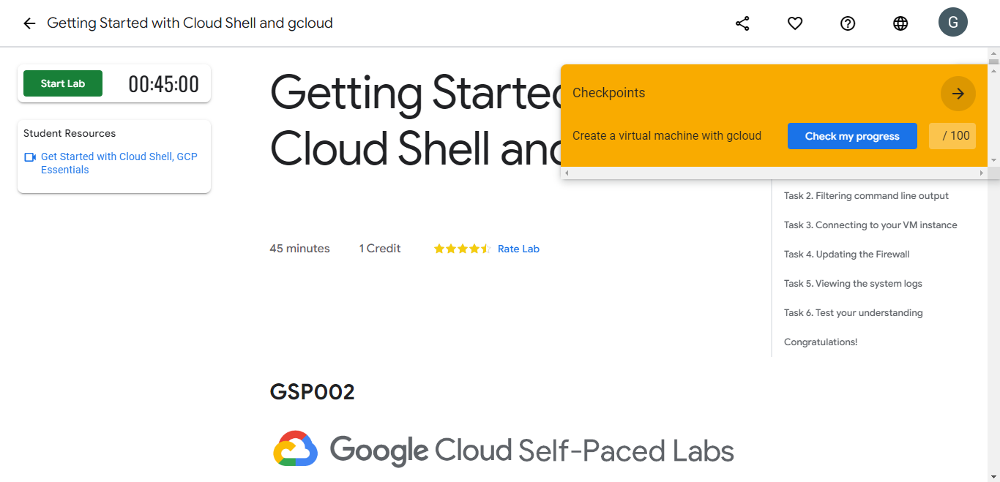 Getting Started with Cloud Shell and gcloud
G
Start Lab
00:45:00
Student Resources
Get Started with Cloud Shell, GCP
Essentials
Getting Started
Cloud Shell and
45 minutes
1 Credit
Rate Lab
GSP002
Google Cloud Self-Paced Labs
Checkpoints
Create a virtual machine with gcloud
Check my progress
/ 100
Task 2. Filtering command line output
Task 3. Connecting to your VM instance
Task 4. Updating the Firewall
Task 5. Viewing the system logs
Task 6. Test your understanding
Congratulations!